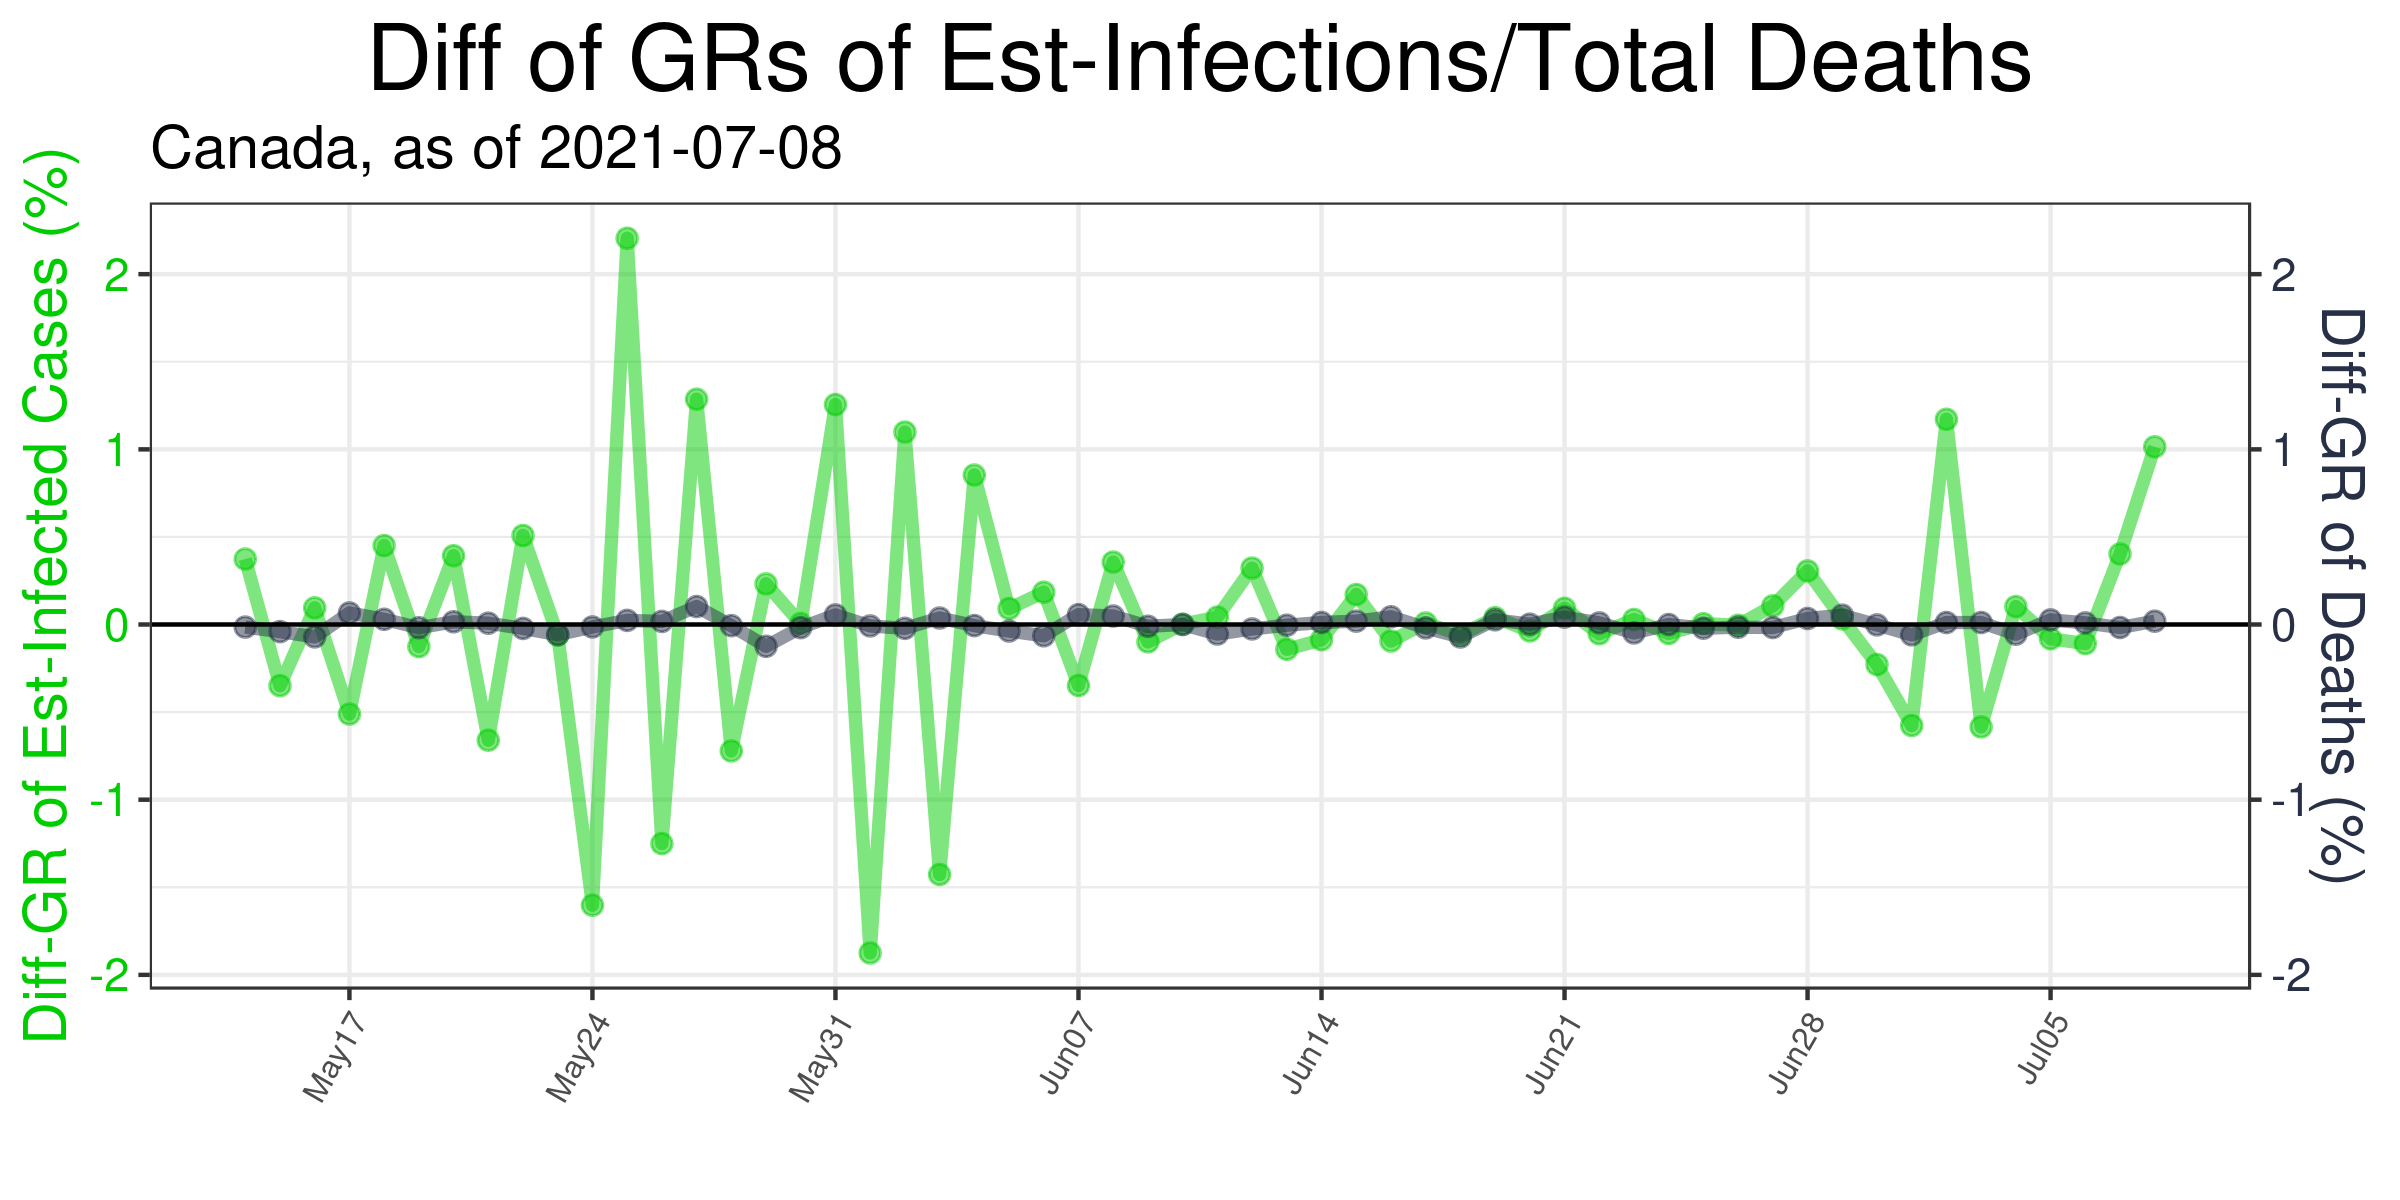 Diff of GRs of Est-Infections/Total Deaths
Canada, as of 2021-07-08
Diff-GR of Est-Infected Cases (%)
2
1
0
-1
-2
2
1
0
-1
-2
Diff-GR of Deaths (%)
May17
May24
May31
Jun07
Jun14
Jun21
Jun28
Jul05